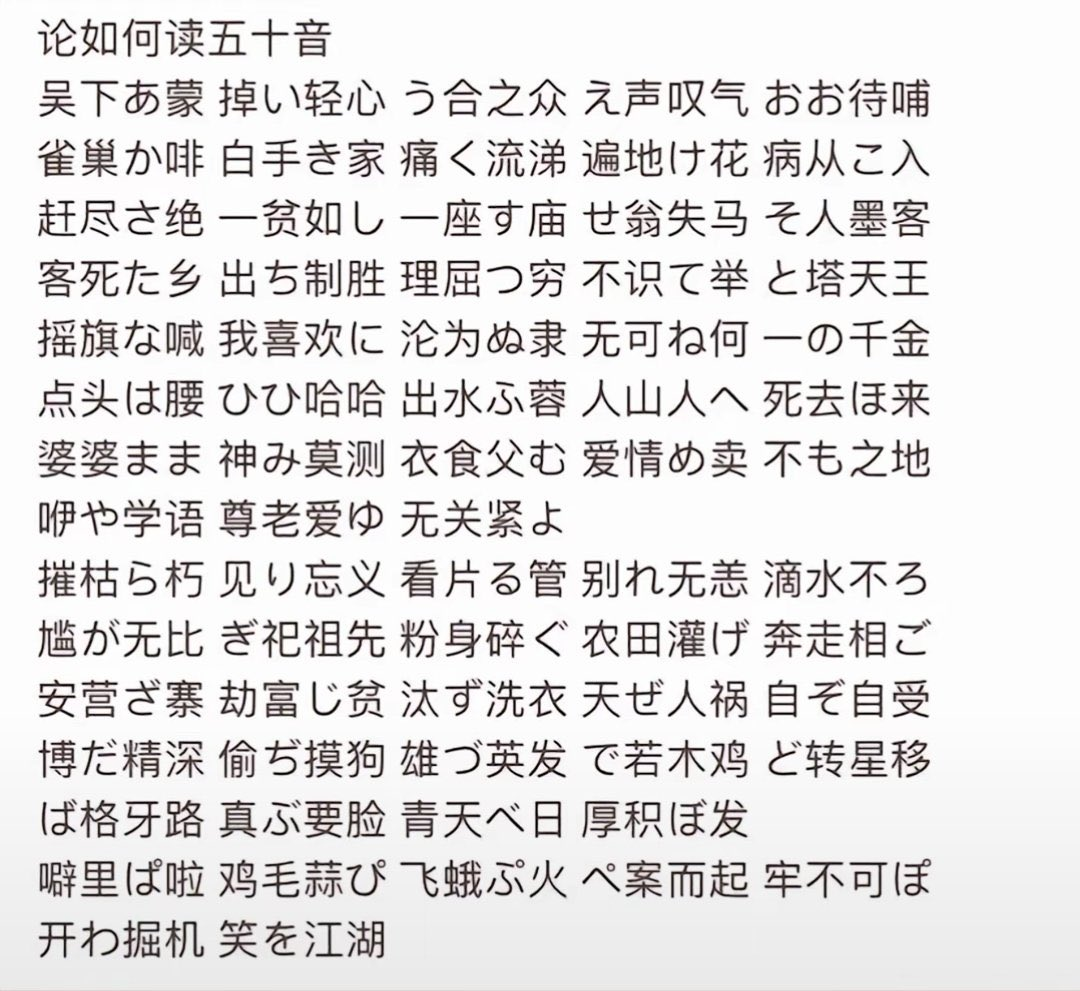 论如何读五十音
吴下あ蒙 掉い轻心 う合之众 え声叹气 おお待哺
雀巢か啡 白手き家 痛く流涕 遍地け花 病从こ入
赶尽さ绝 一贫如し 一座す庙 せ翁失马 そ人墨客
客死た乡 出ち制胜 理屈つ穷 不识て举 と塔天王
摇旗な喊 我喜欢に 沦为ぬ隶 无可ね何 一の千金
点头は腰 ひひ哈哈 出水ふ蓉 人山人へ 死去ほ来
婆婆まま 神み莫测 衣食父む 爱情め卖 不も之地
咿や学语 尊老爱ゆ 无关紧よ
摧枯ら朽 见り忘义 看片る管 别れ无恙 滴水不ろ
尴が无比 ぎ祀祖先 粉身碎ぐ 农田灌げ 奔走相ご
安营ざ寨 劫富じ贫 汰ず洗衣 天ぜ人祸 自ぞ自受
博だ精深 偷ぢ摸狗 雄づ英发 で若木鸡 ど转星移
ば格牙路 真ぶ要脸 青天べ日 厚积ぼ发
噼里ぱ啦 鸡毛蒜ぴ 飞蛾ぷ火 ぺ案而起 牢不可ぽ
开わ掘机 笑を江湖